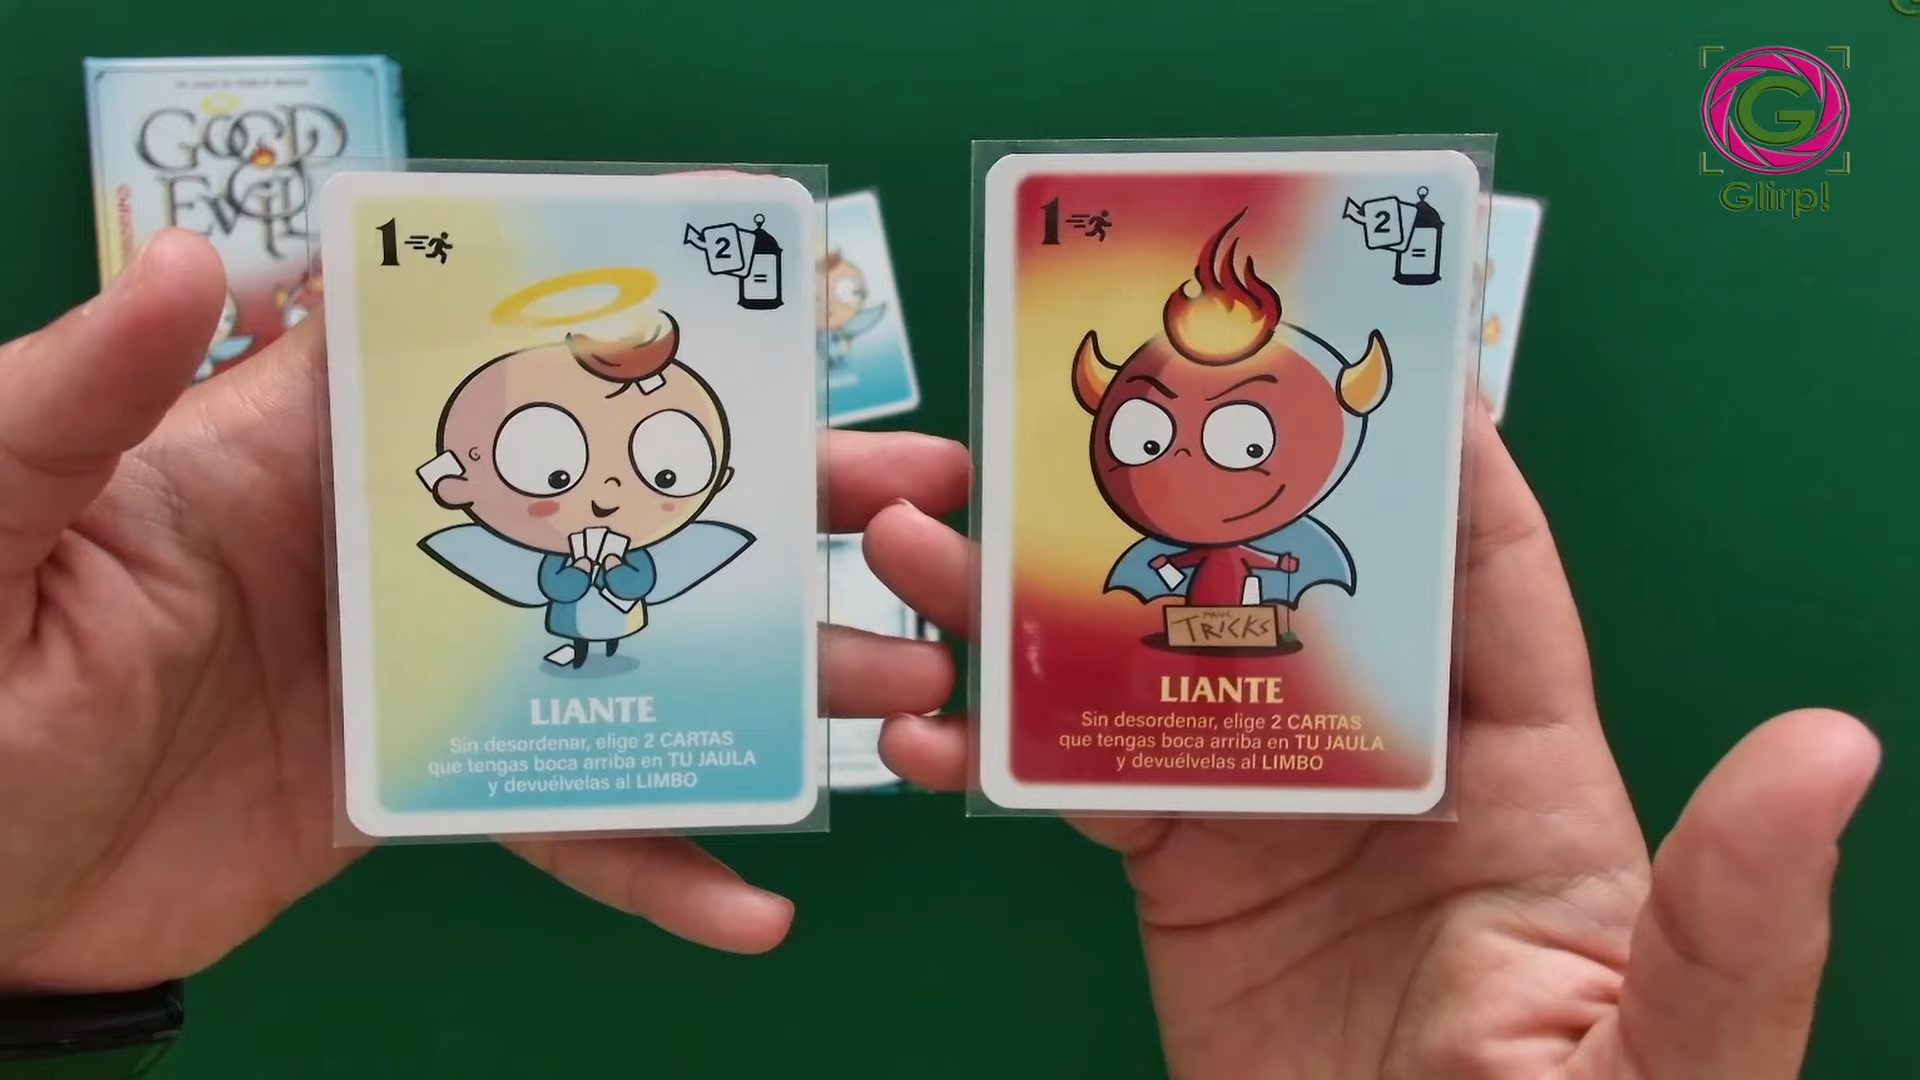 GOOD
EVIL
G
Glirp!
1
2
=
LIANTE
Sin desordenar, elige 2 CARTAS
que tengas boca arriba en TU JAULA
y devuélvelas al LIMBO
1
2
=
MAGIC
TRICKS
LIANTE
Sin desordenar, elige 2 CARTAS
que tengas boca arriba en TU JAULA
y devuélvelas al LIMBO